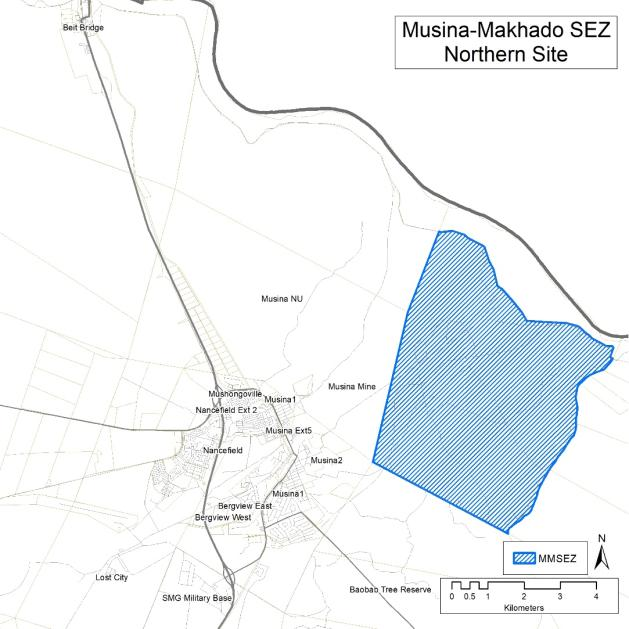 Musina-Makhado SEZ
Northern Site
Beit Bridge
Musina NU
Musina Mine
Mushongoville
Musina1
Nancefield Ext 2
Musina Ext5
Nancefield
Musina2
Musina1
Bergview East
Bergview West
Lost City
SMG Military Base
Baobab Tree Reserve
MMSEZ
N
0 0.5 1 2 3 4
Kilometers